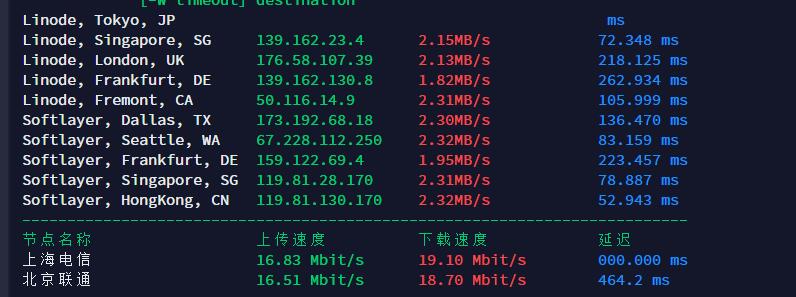 [-W timeout] destination
Linode, Tokyo, JP ms
Linode, Singapore, SG 139.162.23.4 2.15MB/s 72.348 ms
Linode, London, UK 176.58.107.39 2.13MB/s 218.125 ms
Linode, Frankfurt, DE 139.162.130.8 1.82MB/s 262.934 ms
Linode, Fremont, CA 50.116.14.9 2.31MB/s 105.999 ms
Softlayer, Dallas, TX 173.192.68.18 2.30MB/s 136.470 ms
Softlayer, Seattle, WA 67.228.112.250 2.32MB/s 83.159 ms
Softlayer, Frankfurt, DE 159.122.69.4 1.95MB/s 223.457 ms
Softlayer, Singapore, SG 119.81.28.170 2.31MB/s 78.887 ms
Softlayer, HongKong, CN 119.81.130.170 2.32MB/s 52.943 ms
--------------------------------------------------------------------------
节点名称 上传速度 下载速度 延迟
上海电信 16.83 Mbit/s 19.10 Mbit/s 000.000 ms
北京联通 16.51 Mbit/s 18.70 Mbit/s 464.2 ms